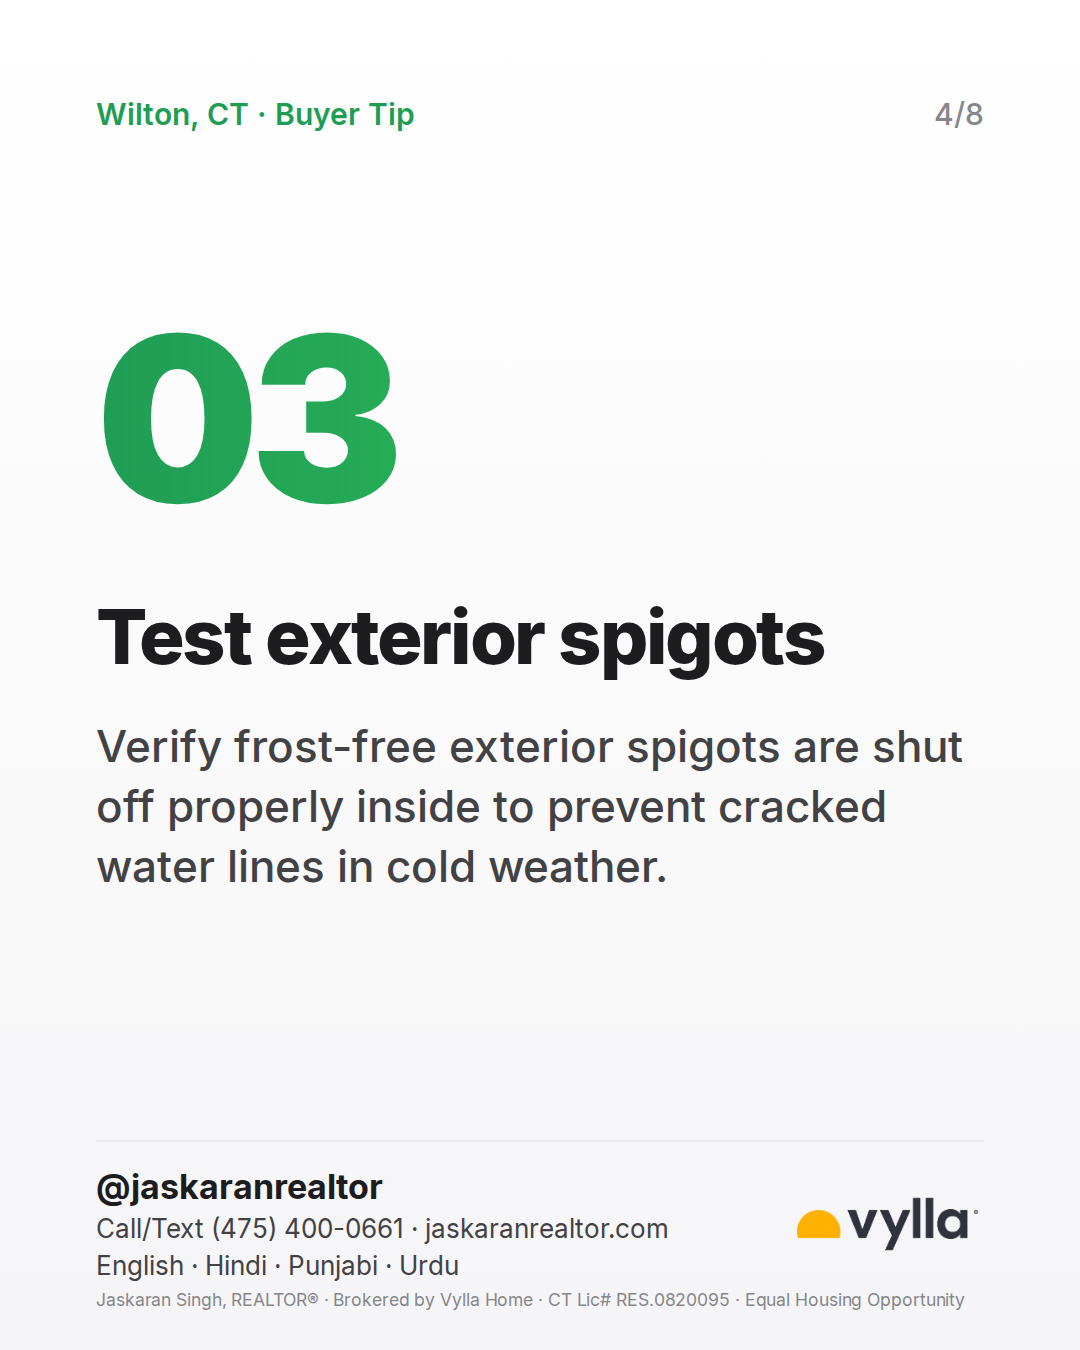 Wilton, CT · Buyer Tip
4/8
03
Test exterior spigots
Verify frost-free exterior spigots are shut
off properly inside to prevent cracked
water lines in cold weather.
@jaskaranrealtor
Call/Text (475) 400-0661 · jaskaranrealtor.com
English · Hindi · Punjabi · Urdu
vylla
Jaskaran Singh, REALTOR® · Brokered by Vylla Home · CT Lic# RES.0820095 · Equal Housing Opportunity